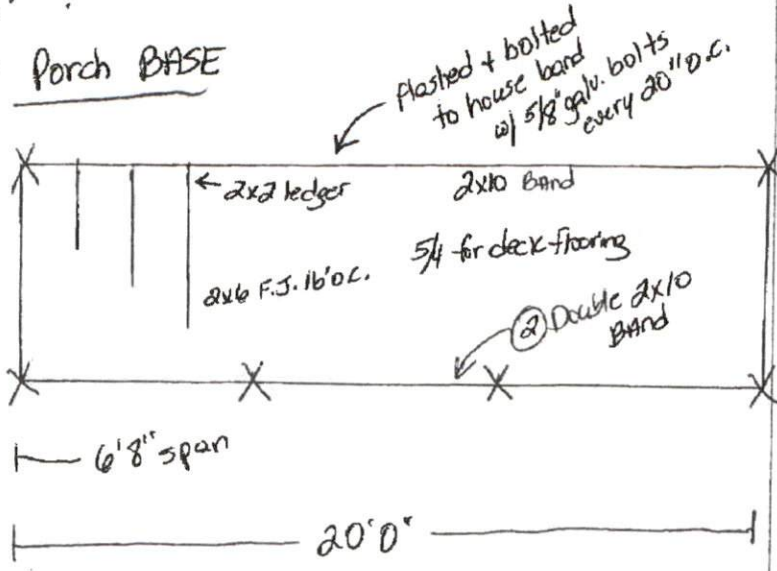 Porch BASE
flashed + bolted
to house band
w/ 5/8" galv. bolts
every 20" O.C.
2x2 ledger
2x10 BAND
5/4 for deck flooring
2x6 F.J. 16" O.C.
② Double 2x10
BAND
6'8" span
20'0"